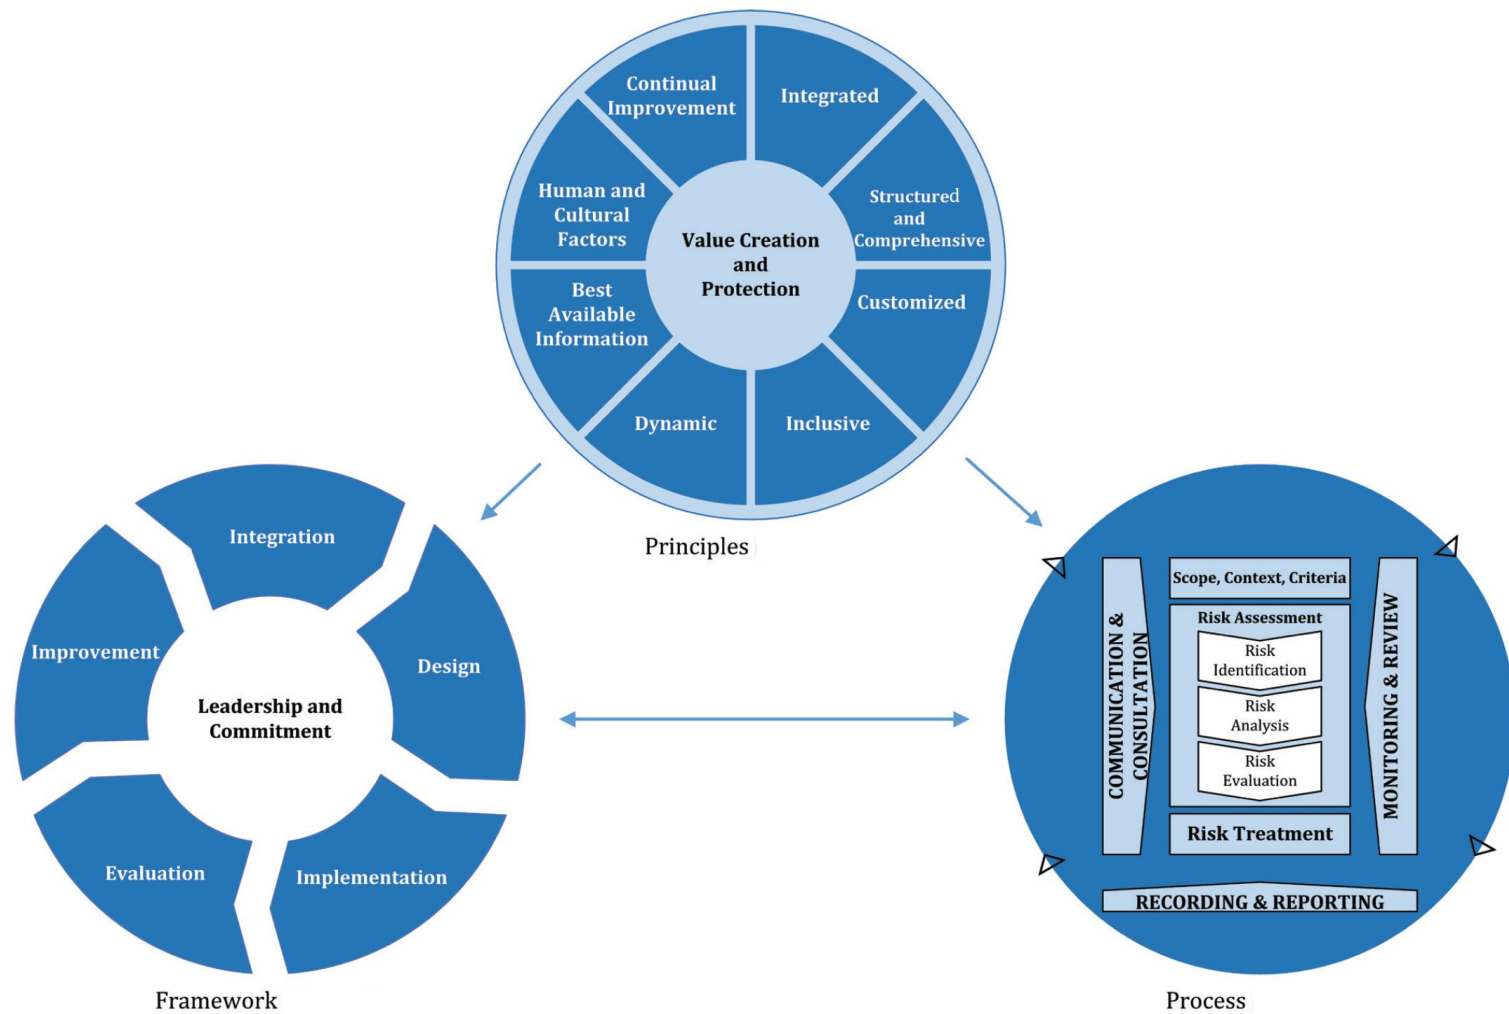 Continual
Improvement
Integrated
Structured
and
Comprehensive
Customized
Inclusive
Dynamic
Best
Available
Information
Human and
Cultural
Factors
Value Creation
and
Protection
Principles
Integration
Design
Implementation
Evaluation
Improvement
Leadership and
Commitment
Framework
Scope, Context, Criteria
Risk Assessment
Risk
Identification
Risk
Analysis
Risk
Evaluation
Risk Treatment
COMMUNICATION &
CONSULTATION
MONITORING & REVIEW
RECORDING & REPORTING
Process